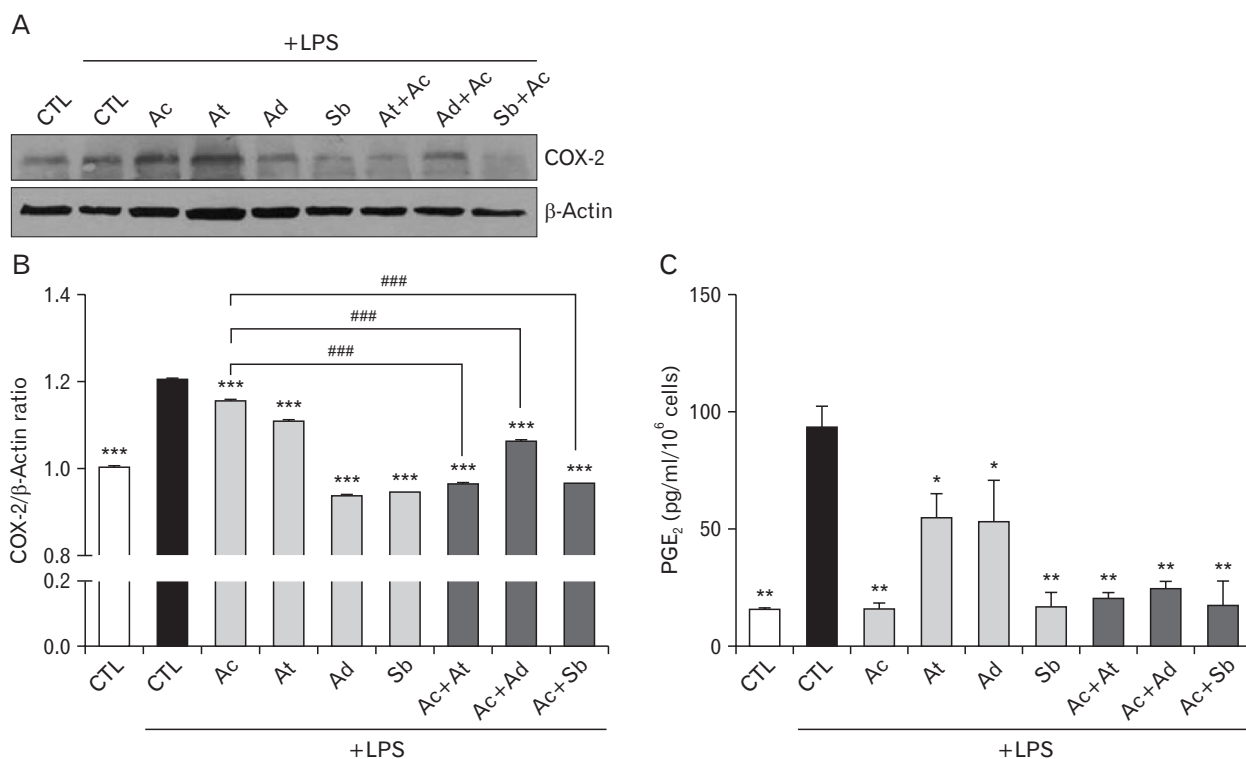 A
+LPS
CTL CTL Ac At Ad Sb At+Ac Ad+Ac Sb+Ac
COX-2
β-Actin
B
COX-2/β-Actin ratio
1.4
1.2
1.0
0.8
0.2
0.0
###
###
###
*** *** *** *** *** *** *** ***
CTL CTL Ac At Ad Sb Ac+At Ac+Ad Ac+Sb
+LPS
C
PGE₂ (pg/ml/10⁶ cells)
150
100
50
0
** ** * * ** ** ** **
CTL CTL Ac At Ad Sb Ac+At Ac+Ad Ac+Sb
+LPS